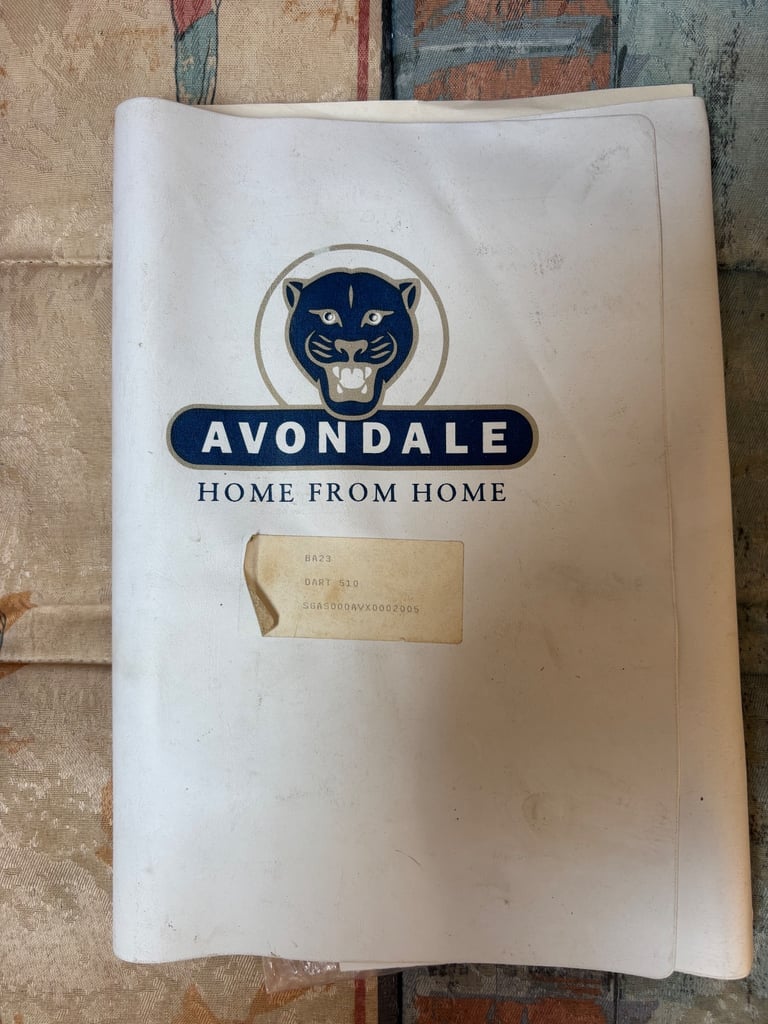 AVONDALE
HOME FROM HOME
BA23
DART 510
SGAS000AVX0002005